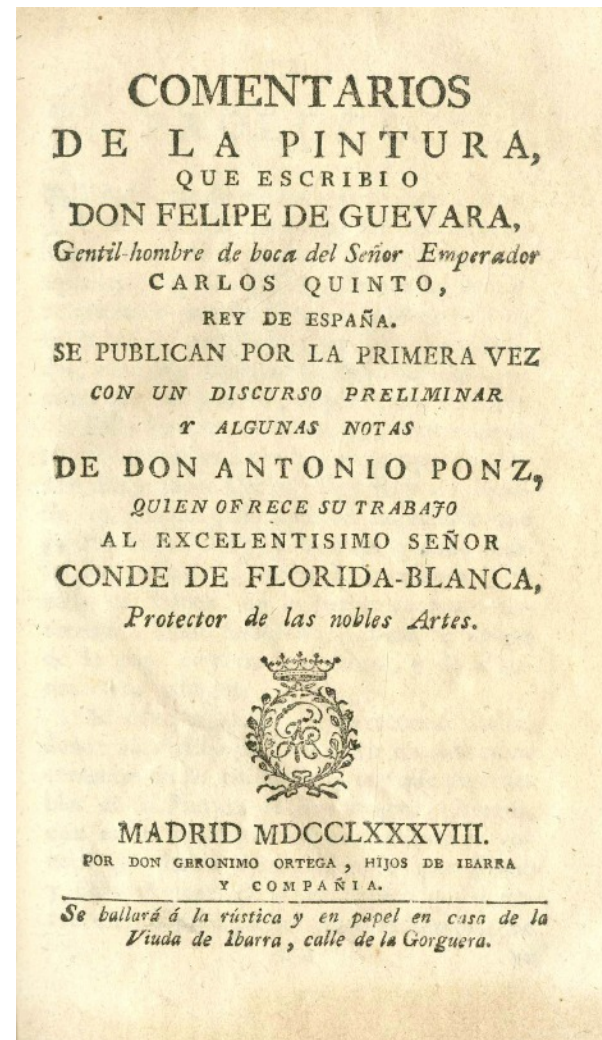 COMENTARIOS
DE LA PINTURA,
QUE ESCRIBIO
DON FELIPE DE GUEVARA,
Gentil-hombre de boca del Señor Emperador
CARLOS QUINTO,
REY DE ESPAÑA.
SE PUBLICAN POR LA PRIMERA VEZ
CON UN DISCURSO PRELIMINAR
Y ALGUNAS NOTAS
DE DON ANTONIO PONZ,
QUIEN OFRECE SU TRABAJO
AL EXCELENTISIMO SEÑOR
CONDE DE FLORIDA-BLANCA,
Protector de las nobles Artes.
MADRID MDCCLXXXVIII.
POR DON GERONIMO ORTEGA, HIJOS DE IBARRA
Y COMPAÑIA.
Se hallará á la rústica y en papel en casa de la
Viuda de Ibarra, calle de la Gorguera.